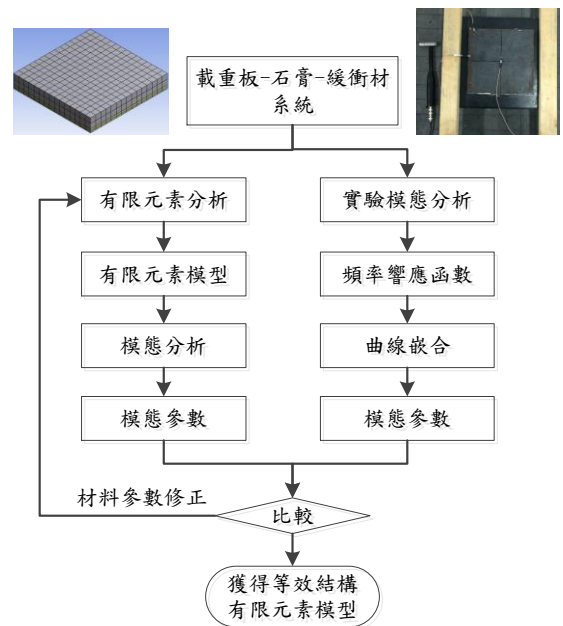 載重板-石膏-緩衝材
系統
有限元素分析
實驗模態分析
有限元素模型
頻率響應函數
模態分析
曲線嵌合
模態參數
模態參數
材料參數修正
比較
獲得等效結構
有限元素模型